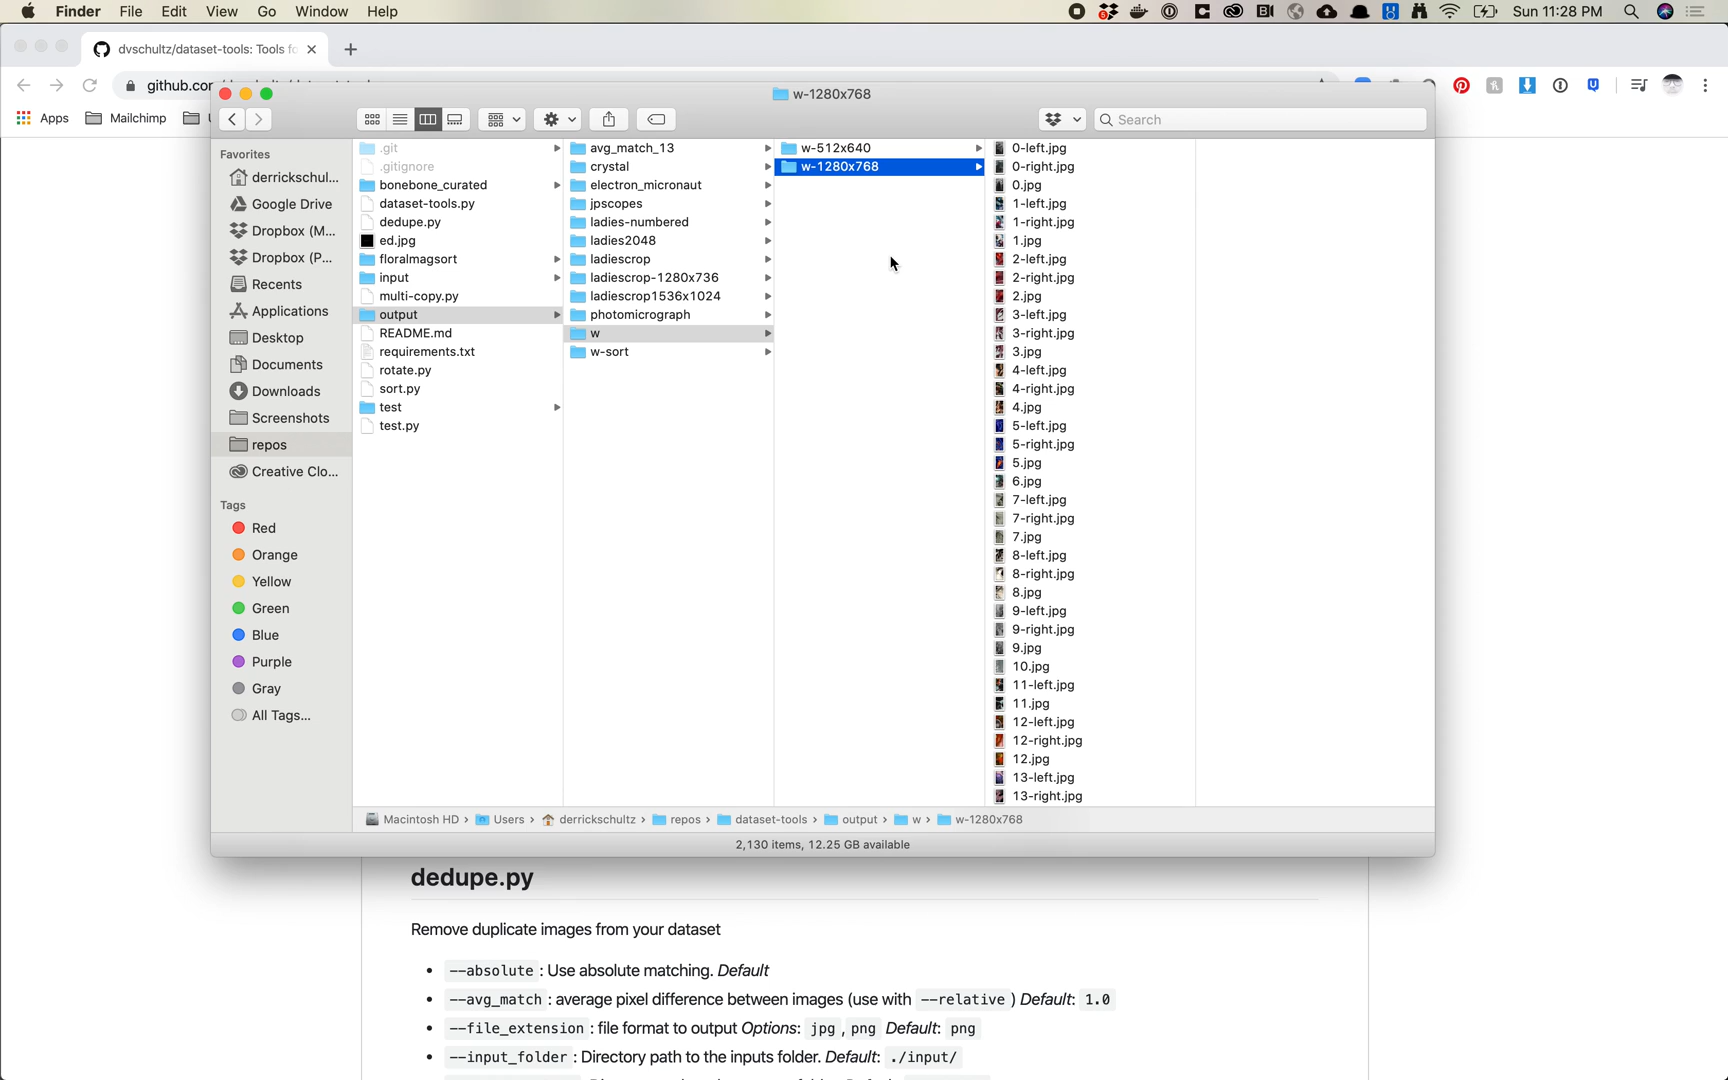 Finder File Edit View Go Window Help Sun 11:28 PM
dvschultz/dataset-tools: Tools fo
github.com
Apps Mailchimp
w-1280x768
Search
Favorites
derrickschul...
Google Drive
Dropbox (M...
Dropbox (P...
Recents
Applications
Desktop
Documents
Downloads
Screenshots
repos
Creative Clo...
Tags
Red
Orange
Yellow
Green
Blue
Purple
Gray
All Tags...
.git
.gitignore
bonebone_curated
dataset-tools.py
dedupe.py
ed.jpg
floralmagsort
input
multi-copy.py
output
README.md
requirements.txt
rotate.py
sort.py
test
test.py
avg_match_13
crystal
electron_micronaut
jpscopes
ladies-numbered
ladies2048
ladiescrop
ladiescrop-1280x736
ladiescrop1536x1024
photomicrograph
w
w-sort
w-512x640
w-1280x768
0-left.jpg
0-right.jpg
0.jpg
1-left.jpg
1-right.jpg
1.jpg
2-left.jpg
2-right.jpg
2.jpg
3-left.jpg
3-right.jpg
3.jpg
4-left.jpg
4-right.jpg
4.jpg
5-left.jpg
5-right.jpg
5.jpg
6.jpg
7-left.jpg
7-right.jpg
7.jpg
8-left.jpg
8-right.jpg
8.jpg
9-left.jpg
9-right.jpg
9.jpg
10.jpg
11-left.jpg
11.jpg
12-left.jpg
12-right.jpg
12.jpg
13-left.jpg
13-right.jpg
Macintosh HD › Users › derrickschultz › repos › dataset-tools › output › w › w-1280x768
2,130 items, 12.25 GB available
dedupe.py
Remove duplicate images from your dataset
• --absolute : Use absolute matching. Default
• --avg_match : average pixel difference between images (use with --relative ) Default: 1.0
• --file_extension : file format to output Options: jpg , png Default: png
• --input_folder : Directory path to the inputs folder. Default: ./input/